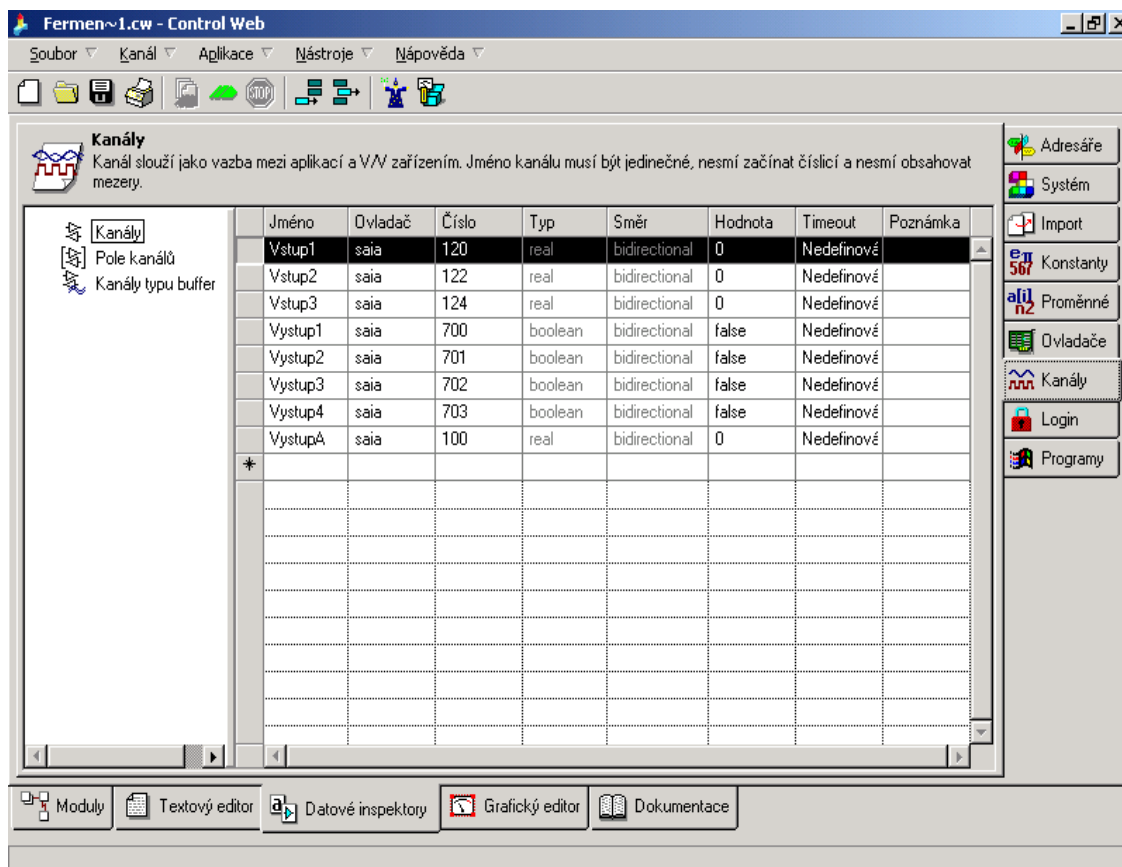 Fermen~1.cw - Control Web
Soubor Kanál Aplikace Nástroje Nápověda
STOP
Kanály
Kanál slouží jako vazba mezi aplikací a V/V zařízením. Jméno kanálu musí být jedinečné, nesmí začínat číslicí a nesmí obsahovat
mezery.
Kanály
Pole kanálů
Kanály typu buffer
Jméno Ovladač Číslo Typ Směr Hodnota Timeout Poznámka
Vstup1 saia 120 real bidirectional 0 Nedefinová
Vstup2 saia 122 real bidirectional 0 Nedefinová
Vstup3 saia 124 real bidirectional 0 Nedefinová
Vystup1 saia 700 boolean bidirectional false Nedefinová
Vystup2 saia 701 boolean bidirectional false Nedefinová
Vystup3 saia 702 boolean bidirectional false Nedefinová
Vystup4 saia 703 boolean bidirectional false Nedefinová
VystupA saia 100 real bidirectional 0 Nedefinová
Adresáře
Systém
Import
eπ 567 Konstanty
a[i] n2 Proměnné
Ovladače
Kanály
Login
Programy
Moduly Textový editor Datové inspektory Grafický editor Dokumentace